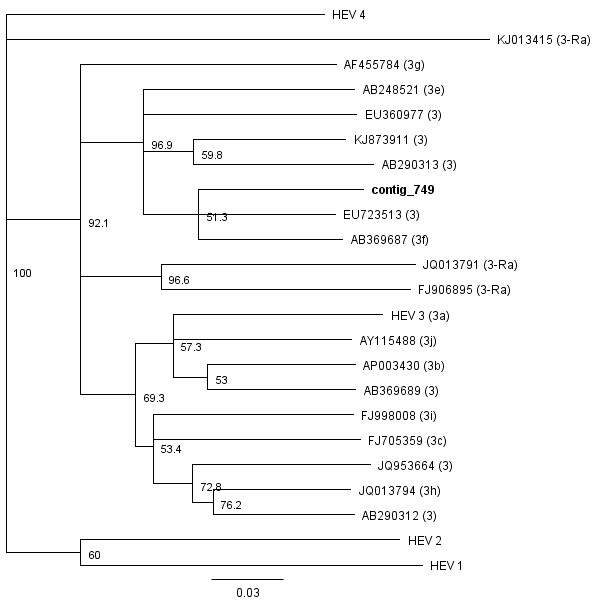 HEV 4
KJ013415 (3-Ra)
AF455784 (3g)
AB248521 (3e)
EU360977 (3)
96.9
KJ873911 (3)
59.8
AB290313 (3)
contig_749
51.3
EU723513 (3)
92.1
AB369687 (3f)
JQ013791 (3-Ra)
100
96.6
FJ906895 (3-Ra)
HEV 3 (3a)
AY115488 (3j)
57.3
AP003430 (3b)
53
AB369689 (3)
69.3
FJ998008 (3i)
FJ705359 (3c)
53.4
JQ953664 (3)
72.8
JQ013794 (3h)
76.2
AB290312 (3)
HEV 2
60
HEV 1
0.03